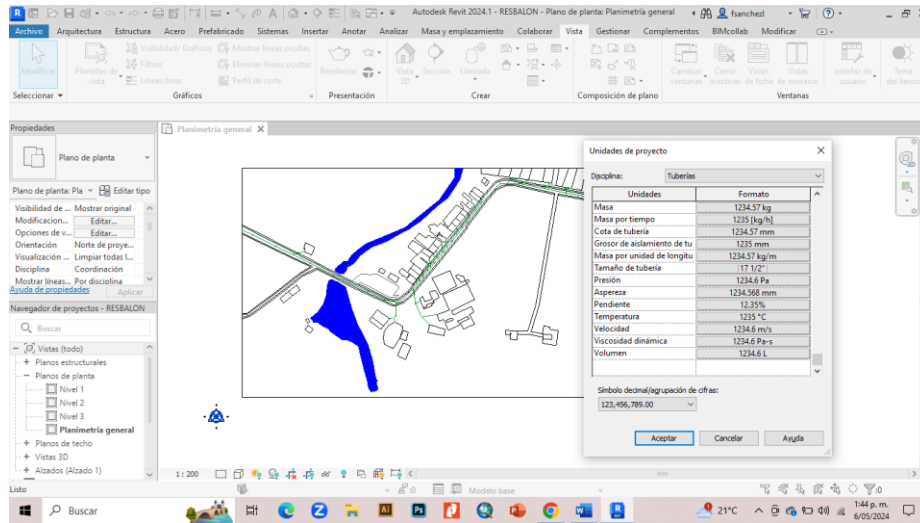 Autodesk Revit 2024.1 - RESBALON - Plano de planta: Planimetría general
fsanchezl
Archivo Arquitectura Estructura Acero Prefabricado Sistemas Insertar Anotar Analizar Masa y emplazamiento Colaborar Vista Gestionar Complementos BIMcollab Modificar
Modificar
Plantillas de vista
Visibilidad/ Gráficos
Filtros
Líneas finas
Mostrar líneas ocultas
Eliminar líneas ocultas
Perfil de corte
Renderizar
Vista 3D
Sección
Llamada
Cambiar ventanas
Cerrar inactivas
Vistas de ficha
Vistas de mosaico
Interfaz de usuario
Tema del lienzo
Seleccionar Gráficos Presentación Crear Composición de plano Ventanas
Propiedades
Plano de planta
Plano de planta: Pla Editar tipo
Visibilidad de ... Mostrar original
Modificacion... Editar...
Opciones de v... Editar...
Orientación Norte de proye...
Visualización ... Limpiar todas l...
Disciplina Coordinación
Mostrar líneas... Por disciplina
Ayuda de propiedades Aplicar
Navegador de proyectos - RESBALON
Buscar
Vistas (todo)
Planos estructurales
Planos de planta
Nivel 1
Nivel 2
Nivel 3
Planimetría general
Planos de techo
Vistas 3D
Alzados (Alzado 1)
Planimetría general
Unidades de proyecto
Disciplina: Tuberías
Unidades Formato
Masa 1234.57 kg
Masa por tiempo 1235 [kg/h]
Cota de tubería 1234.57 mm
Grosor de aislamiento de tu 1235 mm
Masa por unidad de longitu 1234.57 kg/m
Tamaño de tubería [17 1/2"]
Presión 1234.6 Pa
Aspereza 1234.568 mm
Pendiente 12.35%
Temperatura 1235 °C
Velocidad 1234.6 m/s
Viscosidad dinámica 1234.6 Pa-s
Volumen 1234.6 L
Símbolo decimal/agrupación de cifras:
123,456,789.00
Aceptar Cancelar Ayuda
1 : 200
Listo
:0
Modelo base
:0
Buscar
21°C
1:44 p. m.
6/05/2024